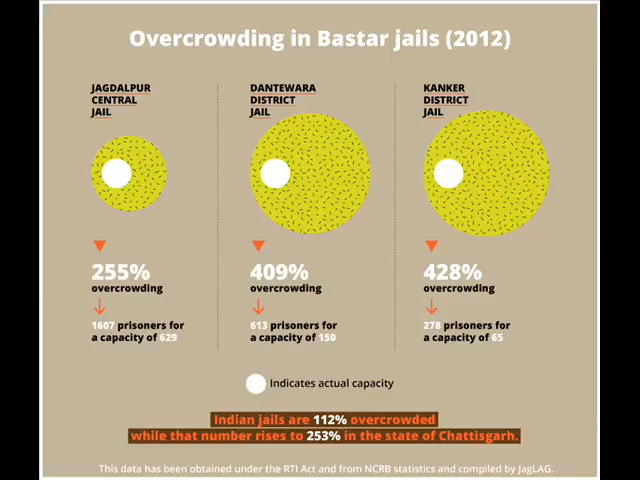 Overcrowding in Bastar jails (2012)
JAGDALPUR
CENTRAL
JAIL
255%
overcrowding
1607 prisoners for
a capacity of 629
DANTEWARA
DISTRICT
JAIL
409%
overcrowding
613 prisoners for
a capacity of 150
KANKER
DISTRICT
JAIL
428%
overcrowding
278 prisoners for
a capacity of 65
Indicates actual capacity
Indian jails are 112% overcrowded
while that number rises to 253% in the state of Chattisgarh.
This data has been obtained under the RTI Act and from NCRB statistics and compiled by JagLAG.